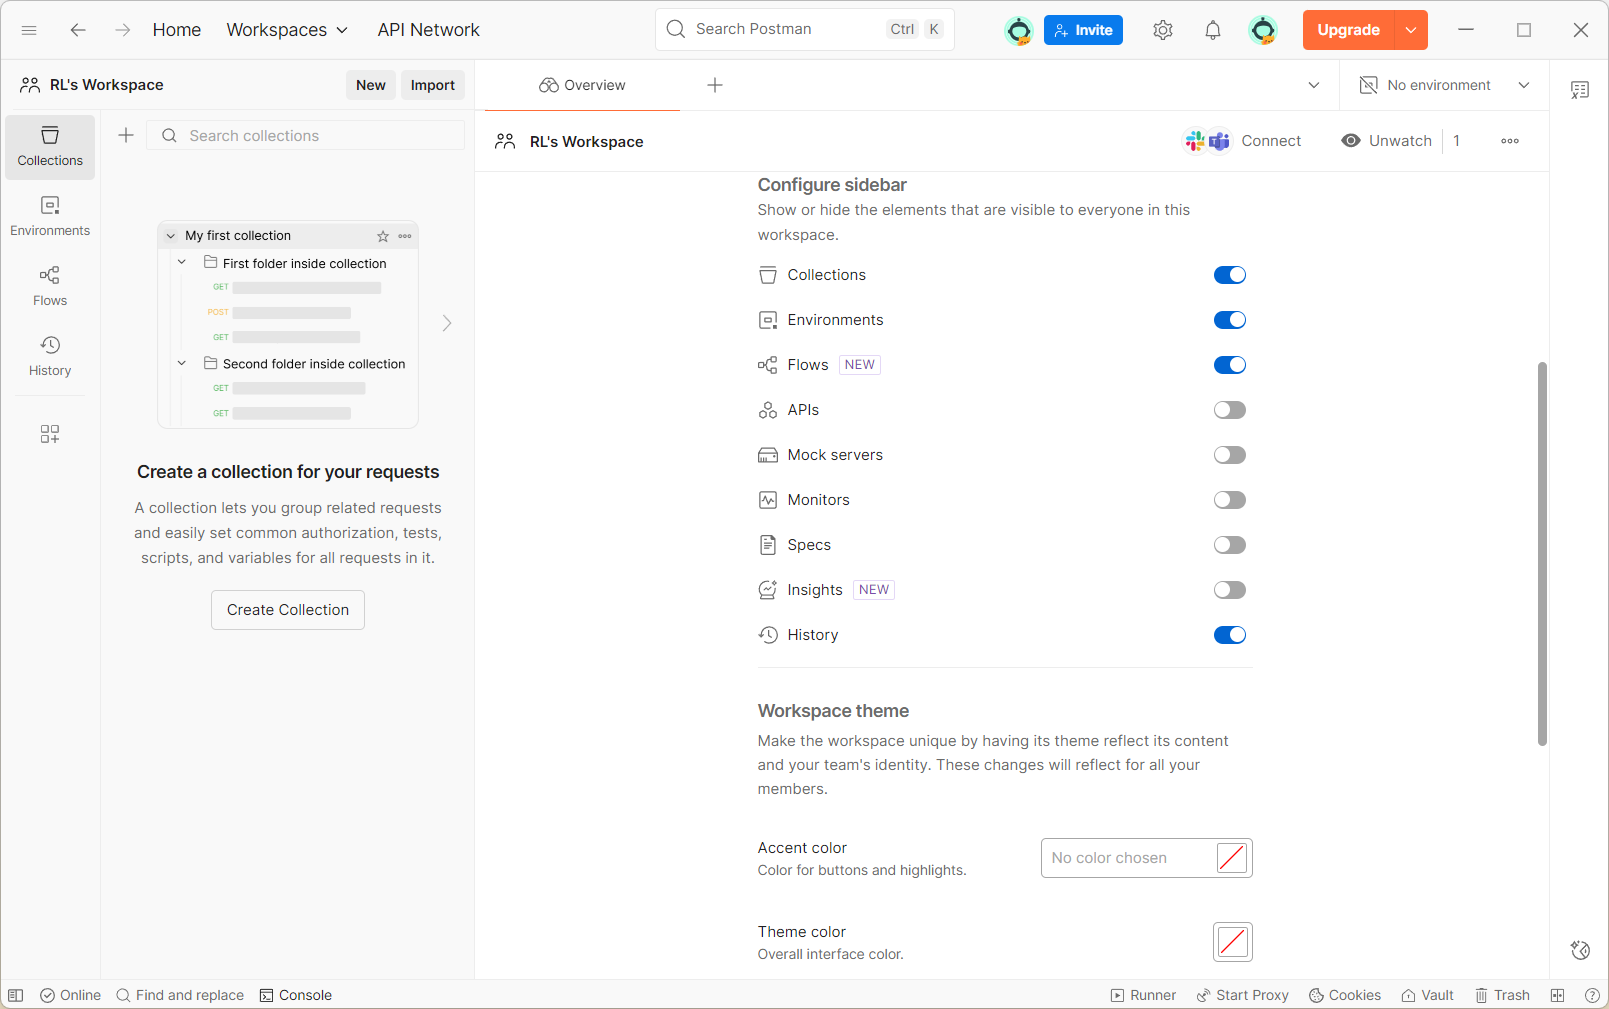 Home
Workspaces
API Network
Search Postman
Ctrl
K
Invite
Upgrade
RL's Workspace
New
Import
Overview
No environment
Collections
Environments
Flows
History
Search collections
My first collection
First folder inside collection
GET
POST
GET
Second folder inside collection
GET
GET
Create a collection for your requests
A collection lets you group related requests
and easily set common authorization, tests,
scripts, and variables for all requests in it.
Create Collection
RL's Workspace
Connect
Unwatch
1
Configure sidebar
Show or hide the elements that are visible to everyone in this
workspace.
Collections
Environments
Flows NEW
APIs
Mock servers
Monitors
Specs
Insights NEW
History
Workspace theme
Make the workspace unique by having its theme reflect its content
and your team's identity. These changes will reflect for all your
members.
Accent color
Color for buttons and highlights.
No color chosen
Theme color
Overall interface color.
Online
Find and replace
Console
Runner
Start Proxy
Cookies
Vault
Trash